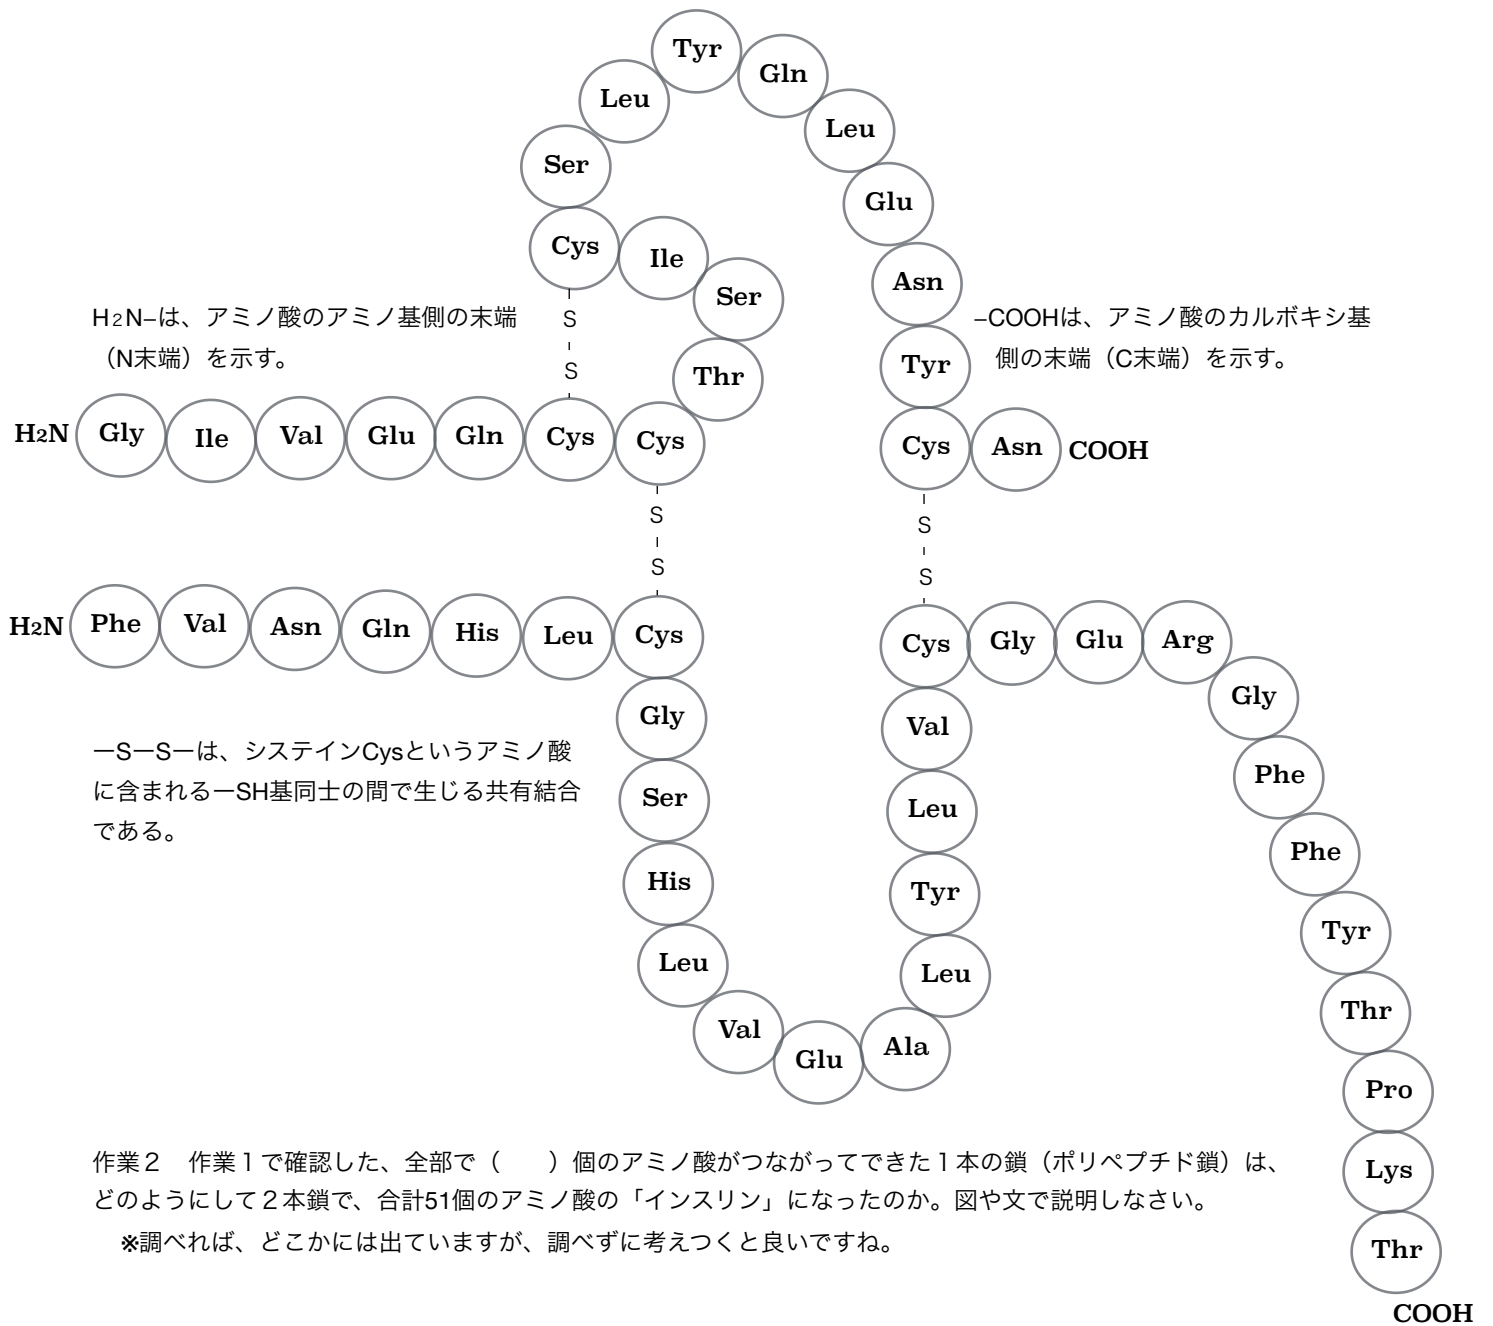 Tyr
Gln
Leu
Leu
Ser
Glu
Cys
Ile
Ser
Asn
H2N–は、アミノ酸のアミノ基側の末端
（N末端）を示す。
S
S
–COOHは、アミノ酸のカルボキシ基
側の末端（C末端）を示す。
Thr
Tyr
H2N Gly Ile Val Glu Gln Cys Cys
Cys Asn COOH
S
S
S
S
H2N Phe Val Asn Gln His Leu Cys
Cys Gly Glu Arg
Gly
Gly
Val
Phe
ーSーSーは、システインCysというアミノ酸
に含まれるーSH基同士の間で生じる共有結合
である。
Ser
Leu
Phe
His
Tyr
Tyr
Leu
Leu
Thr
Val
Glu
Ala
Pro
作業２　作業１で確認した、全部で（　　）個のアミノ酸がつながってできた１本の鎖（ポリペプチド鎖）は、
どのようにして２本鎖で、合計51個のアミノ酸の「インスリン」になったのか。図や文で説明しなさい。
※調べれば、どこかには出ていますが、調べずに考えつくと良いですね。
Lys
Thr
COOH